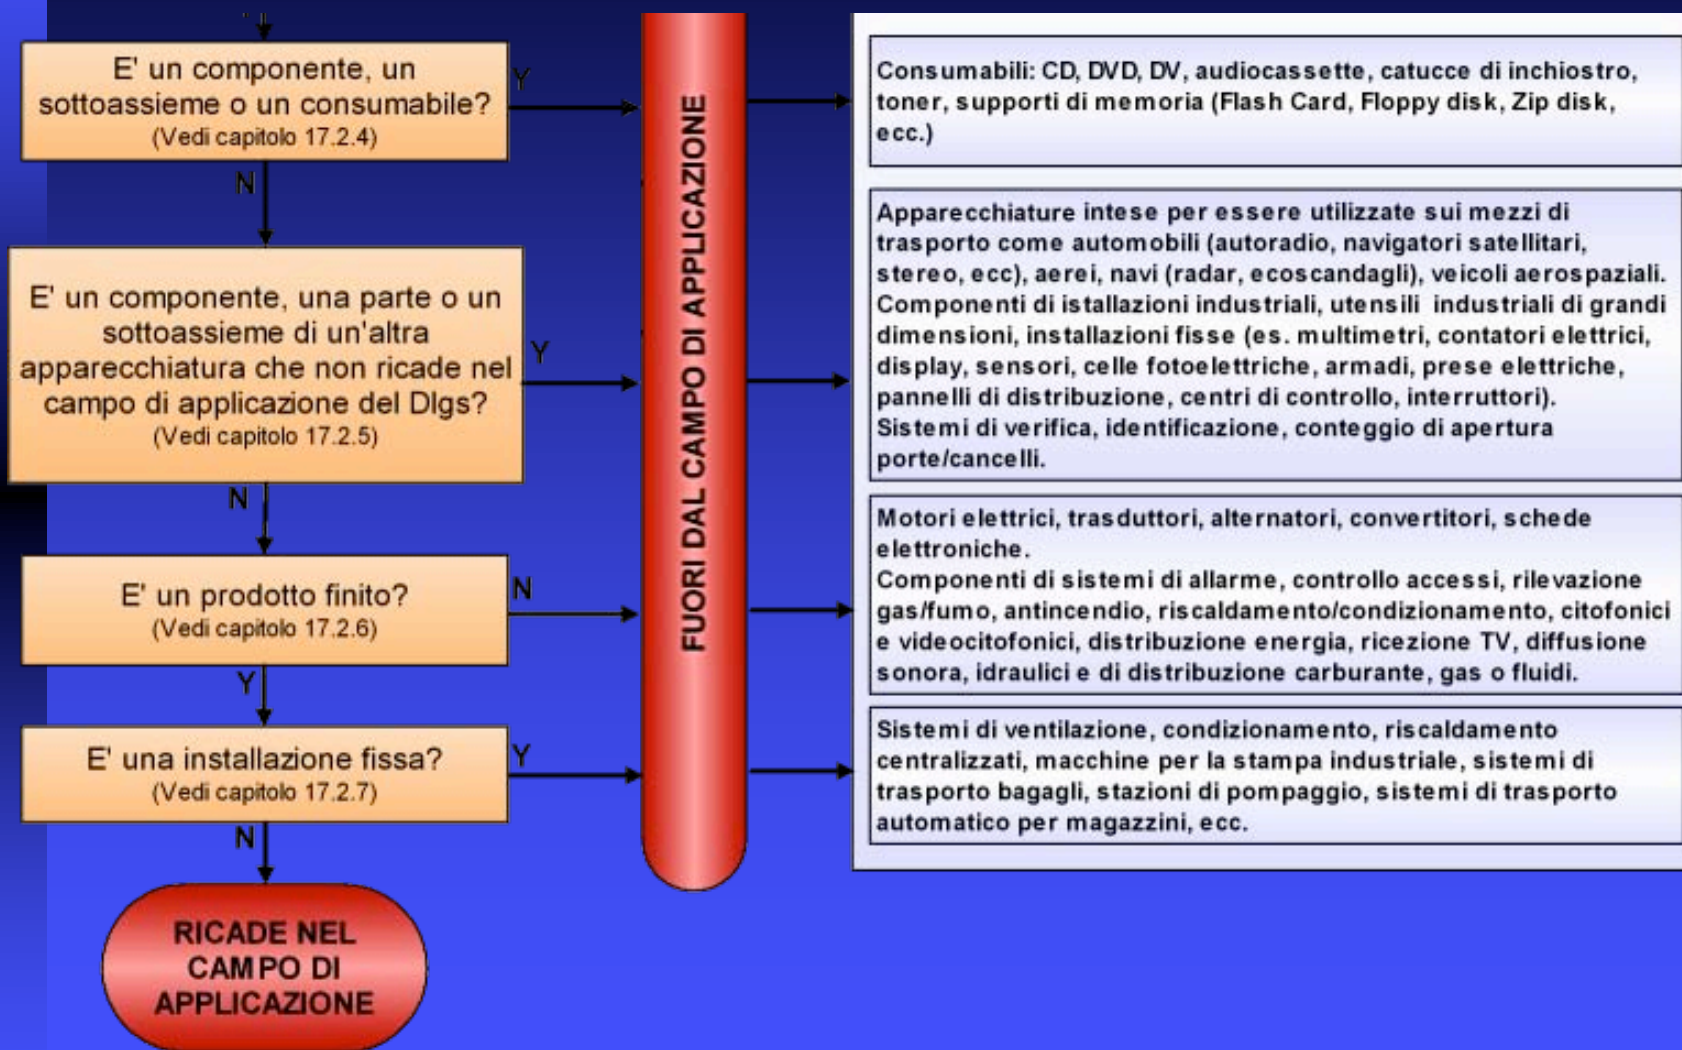 E' un componente, un
sottoassieme o un consumabile?
(Vedi capitolo 17.2.4)
Y
N
E' un componente, una parte o un
sottoassieme di un'altra
apparecchiatura che non ricade nel
campo di applicazione del Dlgs?
(Vedi capitolo 17.2.5)
Y
N
E' un prodotto finito?
(Vedi capitolo 17.2.6)
N
Y
E' una installazione fissa?
(Vedi capitolo 17.2.7)
Y
N
RICADE NEL
CAMPO DI
APPLICAZIONE
FUORI DAL CAMPO DI APPLICAZIONE
Consumabili: CD, DVD, DV, audiocassette, catucce di inchiostro,
toner, supporti di memoria (Flash Card, Floppy disk, Zip disk,
ecc.)
Apparecchiature intese per essere utilizzate sui mezzi di
trasporto come automobili (autoradio, navigatori satellitari,
stereo, ecc), aerei, navi (radar, ecoscandagli), veicoli aerospaziali.
Componenti di istallazioni industriali, utensili industriali di grandi
dimensioni, installazioni fisse (es. multimetri, contatori elettrici,
display, sensori, celle fotoelettriche, armadi, prese elettriche,
pannelli di distribuzione, centri di controllo, interruttori).
Sistemi di verifica, identificazione, conteggio di apertura
porte/cancelli.
Motori elettrici, trasduttori, alternatori, convertitori, schede
elettroniche.
Componenti di sistemi di allarme, controllo accessi, rilevazione
gas/fumo, antincendio, riscaldamento/condizionamento, citofonici
e videocitofonici, distribuzione energia, ricezione TV, diffusione
sonora, idraulici e di distribuzione carburante, gas o fluidi.
Sistemi di ventilazione, condizionamento, riscaldamento
centralizzati, macchine per la stampa industriale, sistemi di
trasporto bagagli, stazioni di pompaggio, sistemi di trasporto
automatico per magazzini, ecc.